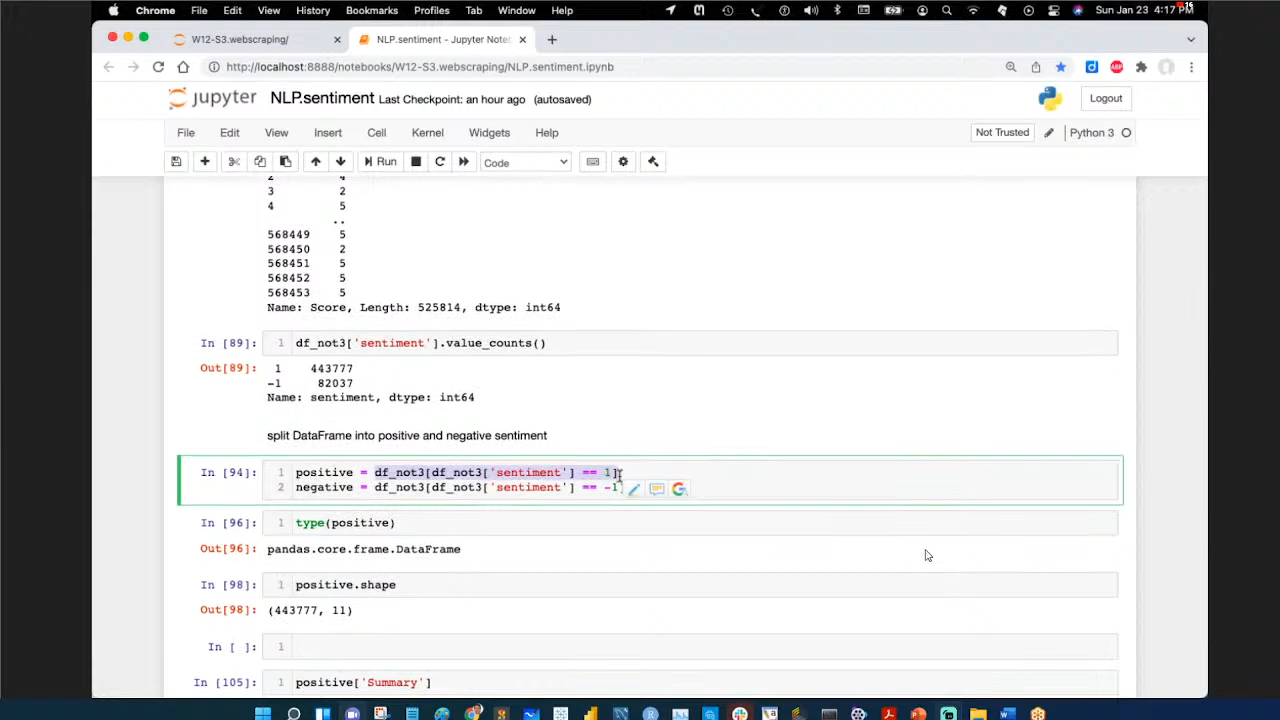 Chrome File Edit View History Bookmarks Profiles Tab Window Help Sun Jan 23 4:17 PM
W12-S3.webscraping/ NLP.sentiment - Jupyter Note
http://localhost:8888/notebooks/W12-S3.webscraping/NLP.sentiment.ipynb
jupyter NLP.sentiment Last Checkpoint: an hour ago (autosaved) Logout
File Edit View Insert Cell Kernel Widgets Help Not Trusted Python 3
Run Code
2 4
3 2
4 5
..
568449 5
568450 2
568451 5
568452 5
568453 5
Name: Score, Length: 525814, dtype: int64
In [89]: 1 df_not3['sentiment'].value_counts()
Out[89]: 1 443777
-1 82037
Name: sentiment, dtype: int64
split DataFrame into positive and negative sentiment
In [94]: 1 positive = df_not3[df_not3['sentiment'] == 1]
2 negative = df_not3[df_not3['sentiment'] == -1
In [96]: 1 type(positive)
Out[96]: pandas.core.frame.DataFrame
In [98]: 1 positive.shape
Out[98]: (443777, 11)
In [ ]: 1
In [105]: 1 positive['Summary']